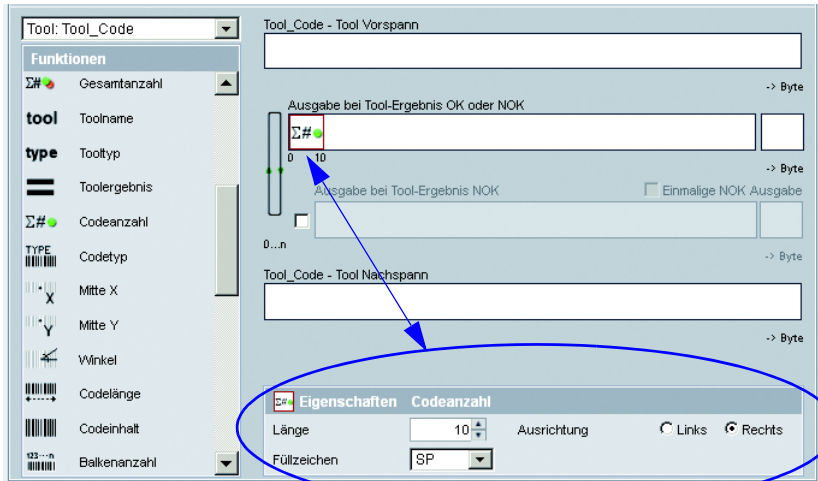 Tool: Tool_Code
Funktionen
Σ# Gesamtanzahl
tool Toolname
type Tooltyp
Toolergebnis
Σ# Codeanzahl
TYPE Codetyp
X Mitte X
Y Mitte Y
Winkel
Codelänge
Codeinhalt
123...n Balkenanzahl
Tool_Code - Tool Vorspann
-> Byte
Ausgabe bei Tool-Ergebnis OK oder NOK
Σ#
0 10
-> Byte
Ausgabe bei Tool-Ergebnis NOK
Einmalige NOK Ausgabe
0...n
-> Byte
Tool_Code - Tool Nachspann
-> Byte
Σ# Eigenschaften Codeanzahl
Länge 10 Ausrichtung Links Rechts
Füllzeichen SP